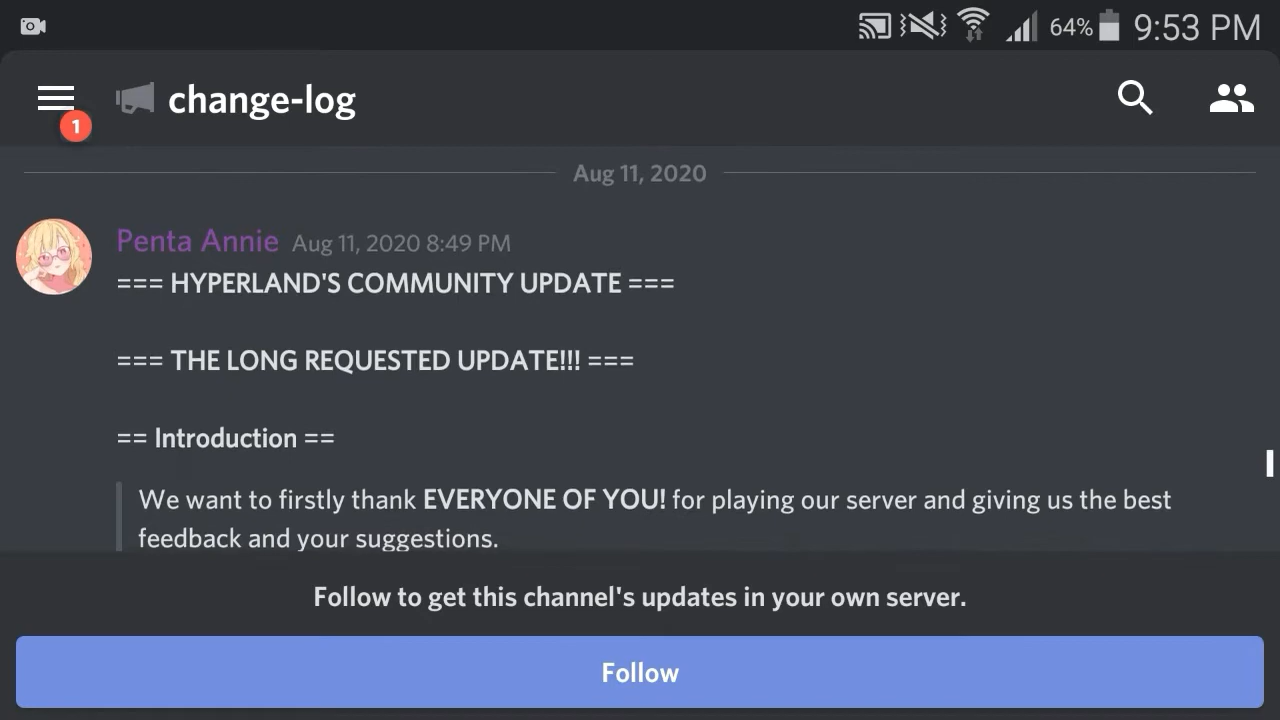 64% 9:53 PM
1
change-log
Aug 11, 2020
Penta Annie Aug 11, 2020 8:49 PM
=== HYPERLAND'S COMMUNITY UPDATE ===
=== THE LONG REQUESTED UPDATE!!! ===
== Introduction ==
We want to firstly thank EVERYONE OF YOU! for playing our server and giving us the best
feedback and your suggestions.
Follow to get this channel's updates in your own server.
Follow